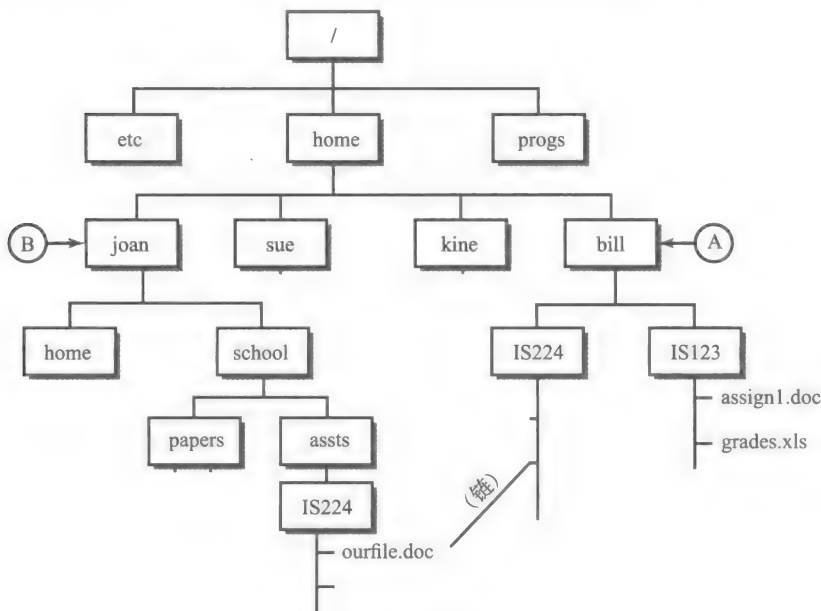 /
etc
home
progs
B
joan
sue
kine
bill
A
home
school
IS224
IS123
papers
assts
assign1.doc
grades.xls
(链)
IS224
ourfile.doc